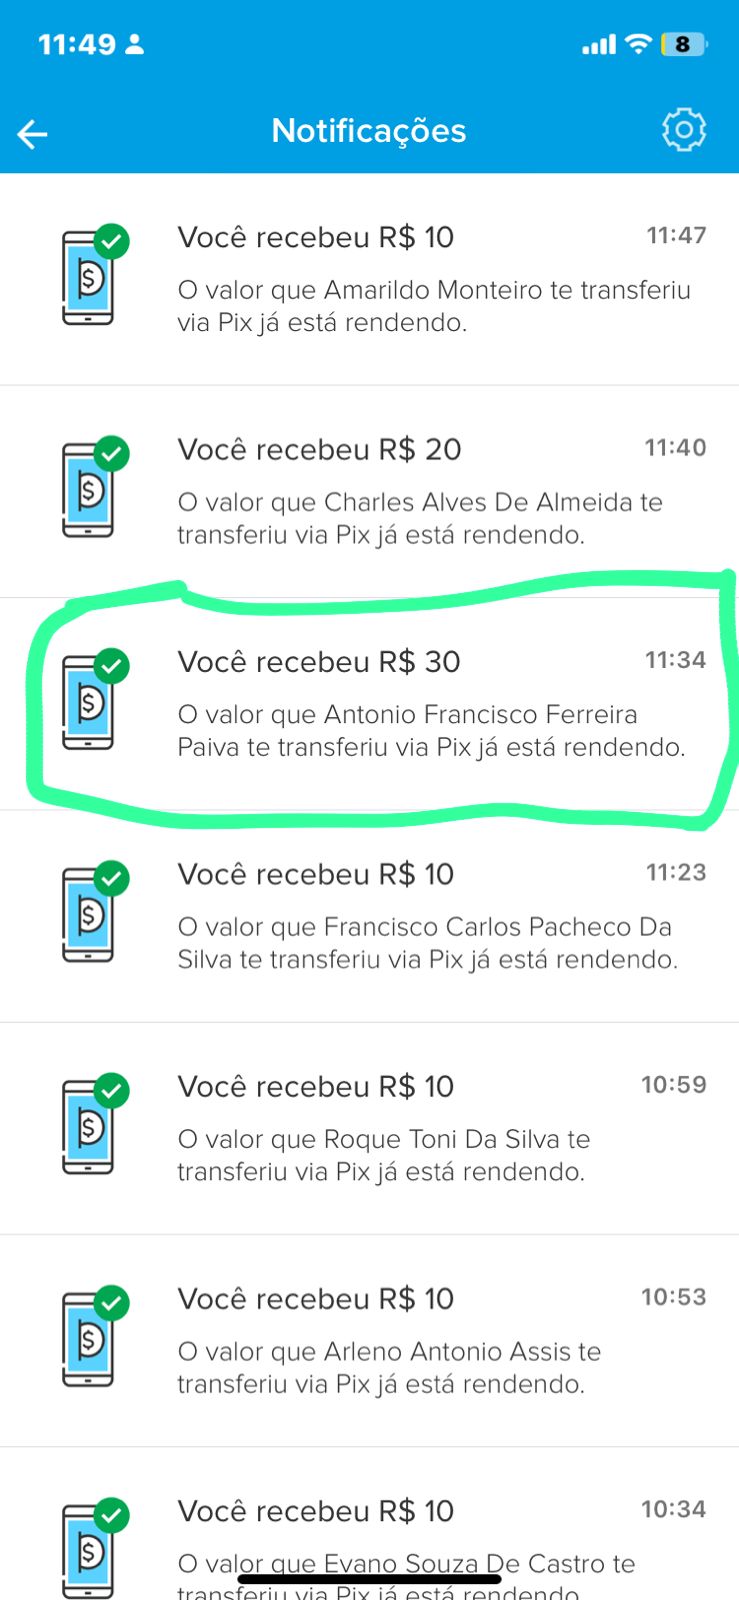 11:49
8
Notificações
Você recebeu R$ 10
11:47
O valor que Amarildo Monteiro te transferiu
via Pix já está rendendo.
Você recebeu R$ 20
11:40
O valor que Charles Alves De Almeida te
transferiu via Pix já está rendendo.
Você recebeu R$ 30
11:34
O valor que Antonio Francisco Ferreira
Paiva te transferiu via Pix já está rendendo.
Você recebeu R$ 10
11:23
O valor que Francisco Carlos Pacheco Da
Silva te transferiu via Pix já está rendendo.
Você recebeu R$ 10
10:59
O valor que Roque Toni Da Silva te
transferiu via Pix já está rendendo.
Você recebeu R$ 10
10:53
O valor que Arleno Antonio Assis te
transferiu via Pix já está rendendo.
Você recebeu R$ 10
10:34
O valor que Evano Souza De Castro te
transferiu via Pix já está rendendo